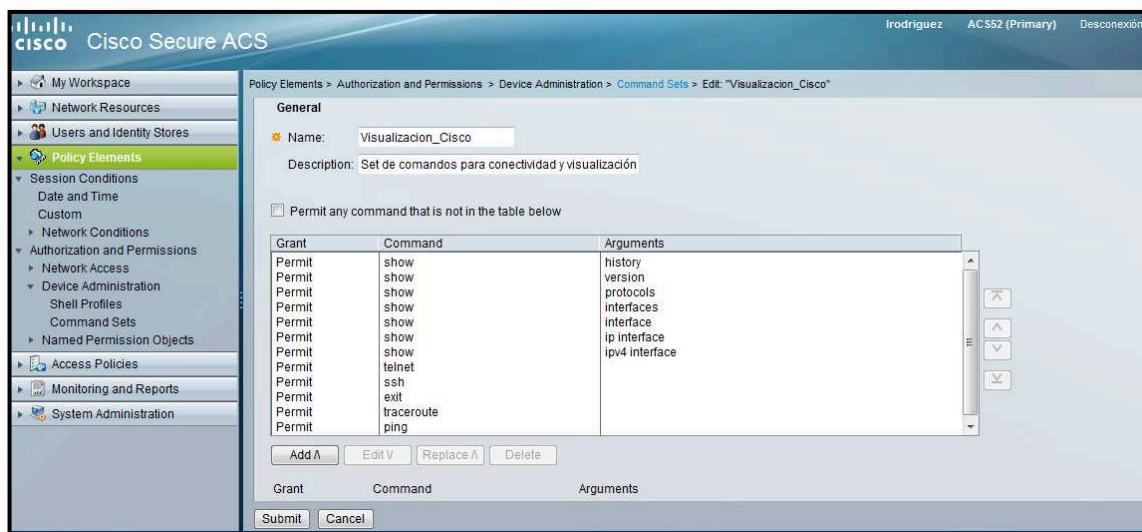 Irodriguez ACS52 (Primary) Desconexión
cisco Cisco Secure ACS
My Workspace
Network Resources
Users and Identity Stores
Policy Elements
Session Conditions
Date and Time
Custom
Network Conditions
Authorization and Permissions
Network Access
Device Administration
Shell Profiles
Command Sets
Named Permission Objects
Access Policies
Monitoring and Reports
System Administration
Policy Elements > Authorization and Permissions > Device Administration > Command Sets > Edit: "Visualizacion_Cisco"
General
Name: Visualizacion_Cisco
Description: Set de comandos para conectividad y visualización
Permit any command that is not in the table below
Grant Command Arguments
Permit show history
Permit show version
Permit show protocols
Permit show interfaces
Permit show interface
Permit show ip interface
Permit show ipv4 interface
Permit telnet
Permit ssh
Permit exit
Permit traceroute
Permit ping
Add /\ Edit V Replace /\ Delete
Grant Command Arguments
Submit Cancel